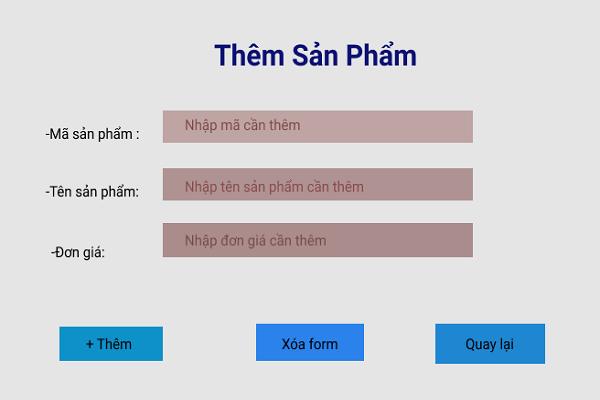 Thêm Sản Phẩm
-Mã sản phẩm : Nhập mã cần thêm
-Tên sản phẩm: Nhập tên sản phẩm cần thêm
-Đơn giá: Nhập đơn giá cần thêm
+ Thêm Xóa form Quay lại